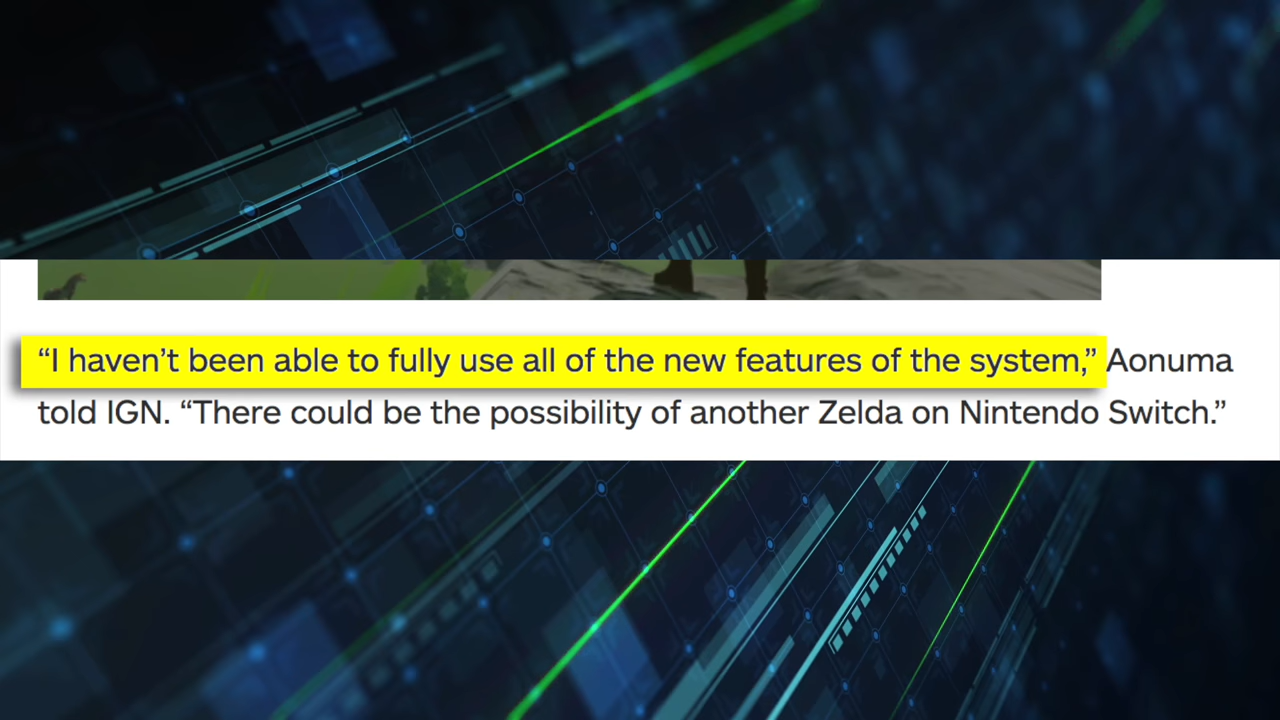 “I haven’t been able to fully use all of the new features of the system,” Aonuma
told IGN. “There could be the possibility of another Zelda on Nintendo Switch.”